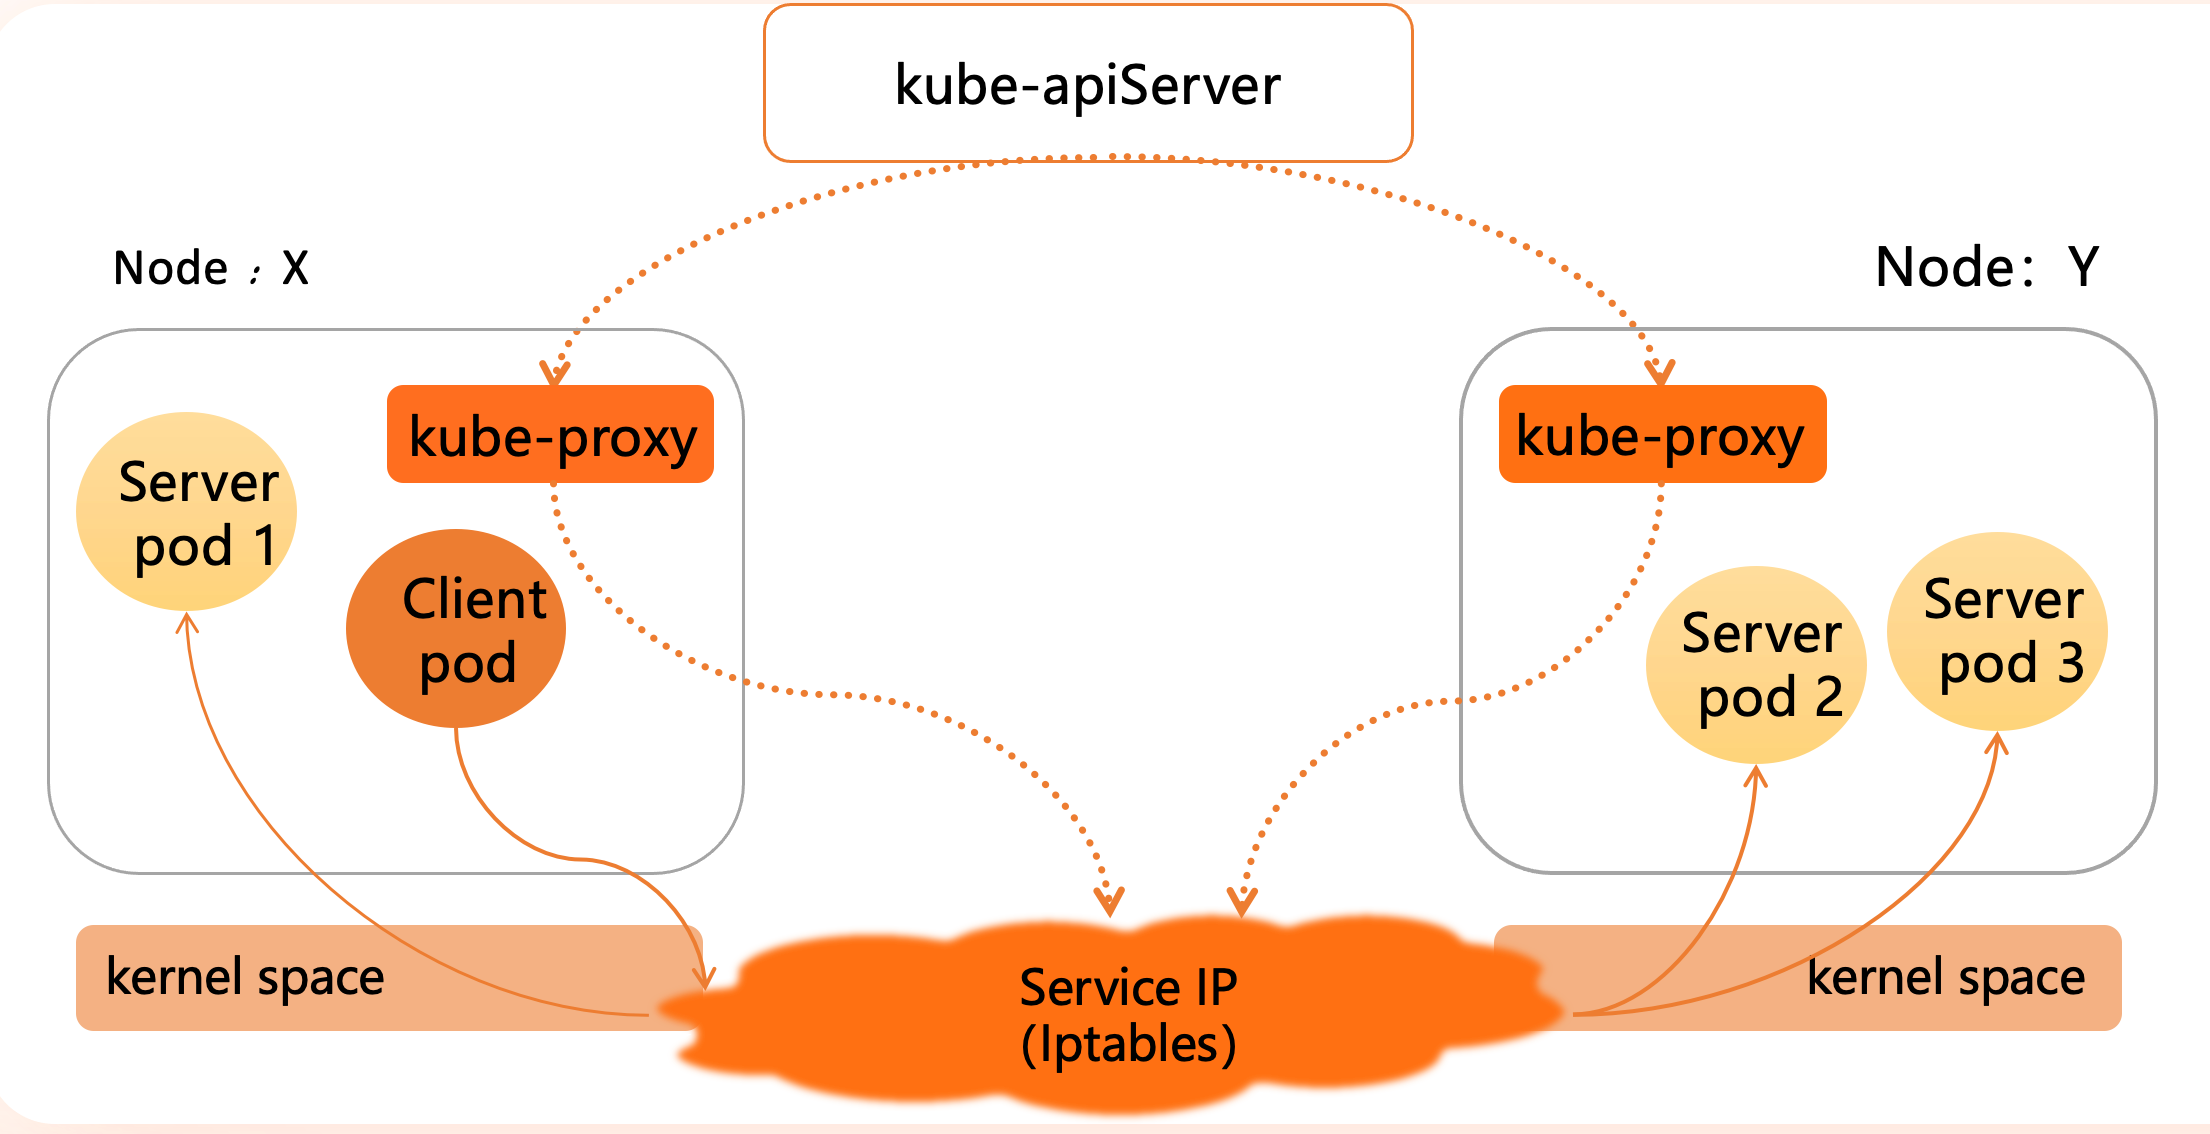 kube-apiServer
Node：X
Node：Y
kube-proxy
kube-proxy
Server
pod 1
Client
pod
Server
pod 2
Server
pod 3
kernel space
kernel space
Service IP
(Iptables)